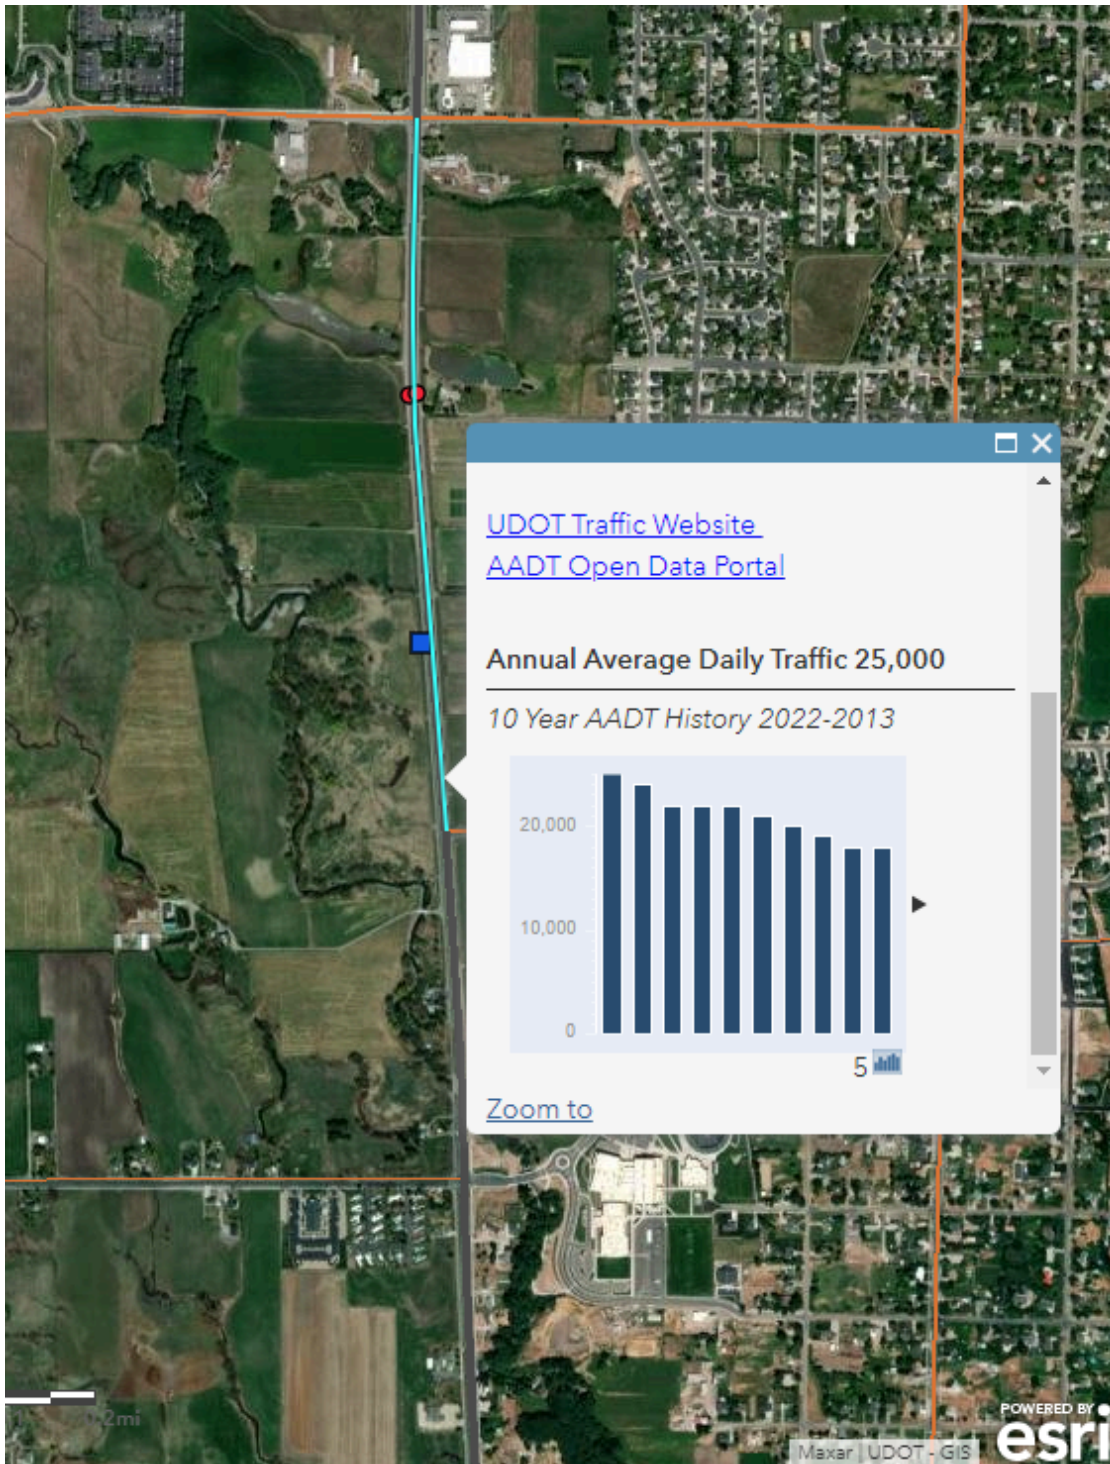 UDOT Traffic Website
AADT Open Data Portal
Annual Average Daily Traffic 25,000
10 Year AADT History 2022-2013
20,000
10,000
0
5
Zoom to
POWERED BY
esri
Maxar | UDOT - GIS